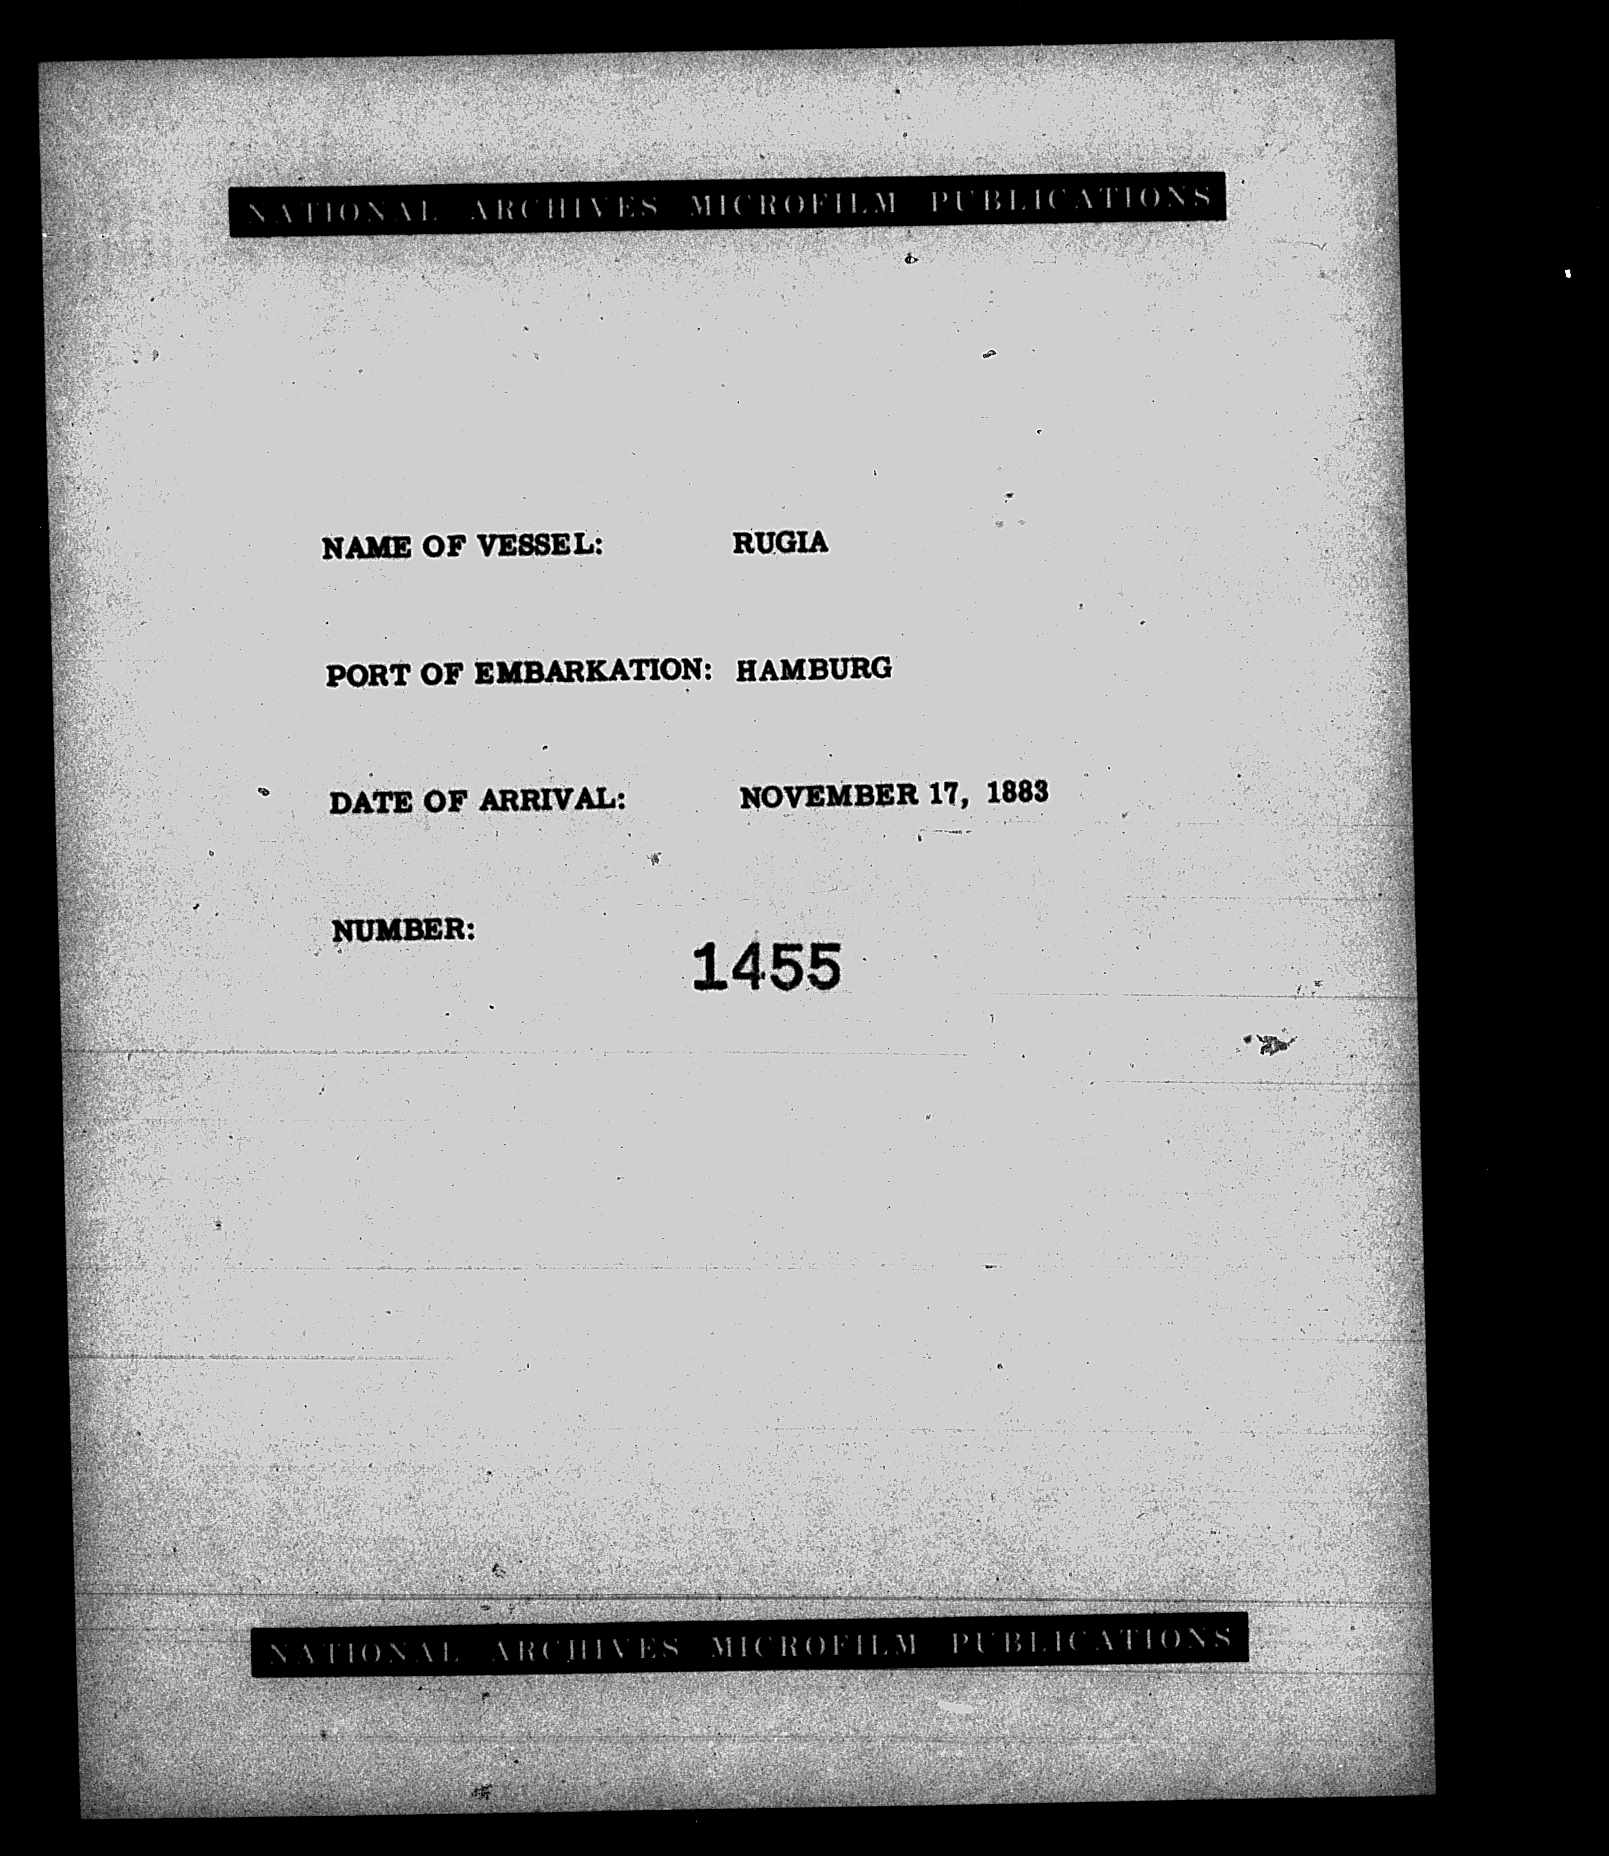 NATIONAL ARCHIVES MICROFILM PUBLICATIONS
NAME OF VESSEL: RUGIA
PORT OF EMBARKATION: HAMBURG
DATE OF ARRIVAL: NOVEMBER 17, 1883
NUMBER: 1455
NATIONAL ARCHIVES MICROFILM PUBLICATIONS